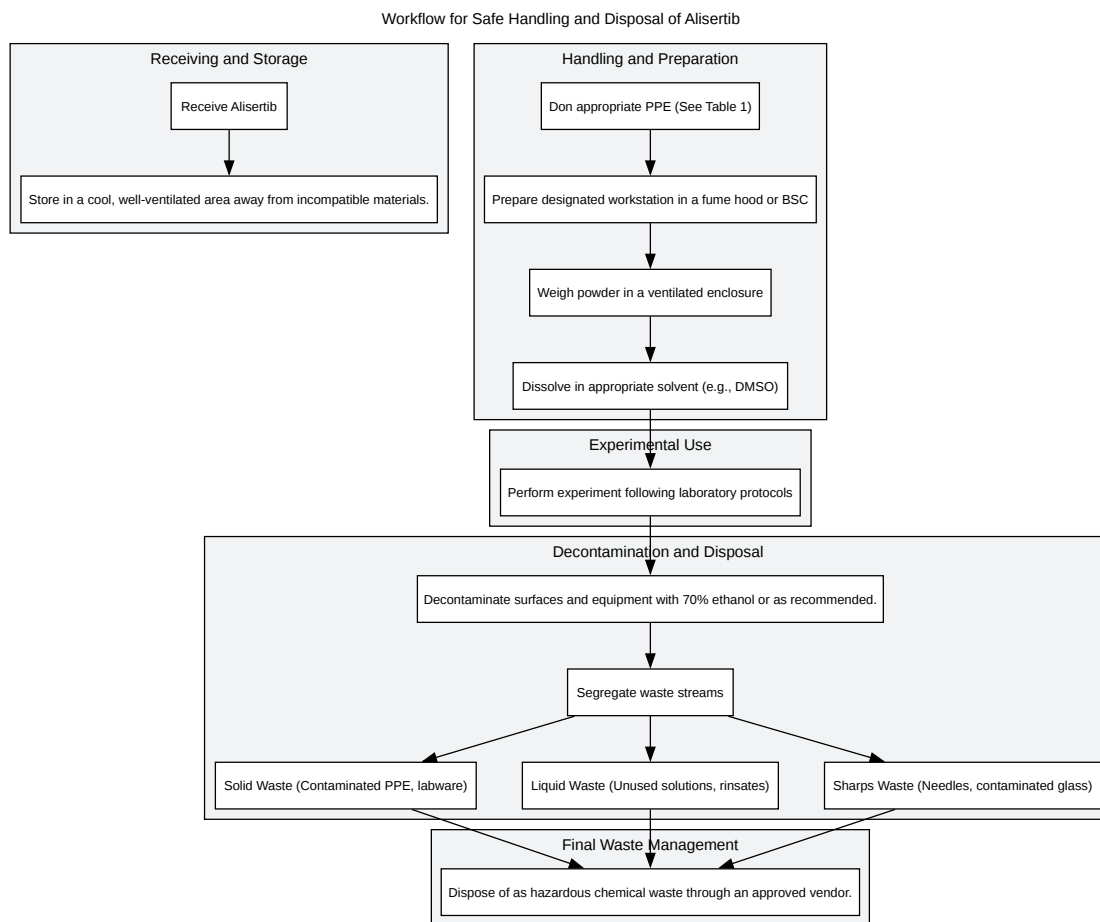 Workflow for Safe Handling and Disposal of Alisertib
Receiving and Storage
Receive Alisertib
Store in a cool, well-ventilated area away from incompatible materials.
Handling and Preparation
Don appropriate PPE (See Table 1)
Prepare designated workstation in a fume hood or BSC
Weigh powder in a ventilated enclosure
Dissolve in appropriate solvent (e.g., DMSO)
Experimental Use
Perform experiment following laboratory protocols
Decontamination and Disposal
Decontaminate surfaces and equipment with 70% ethanol or as recommended.
Segregate waste streams
Solid Waste (Contaminated PPE, labware)
Liquid Waste (Unused solutions, rinsates)
Sharps Waste (Needles, contaminated glass)
Final Waste Management
Dispose of as hazardous chemical waste through an approved vendor.